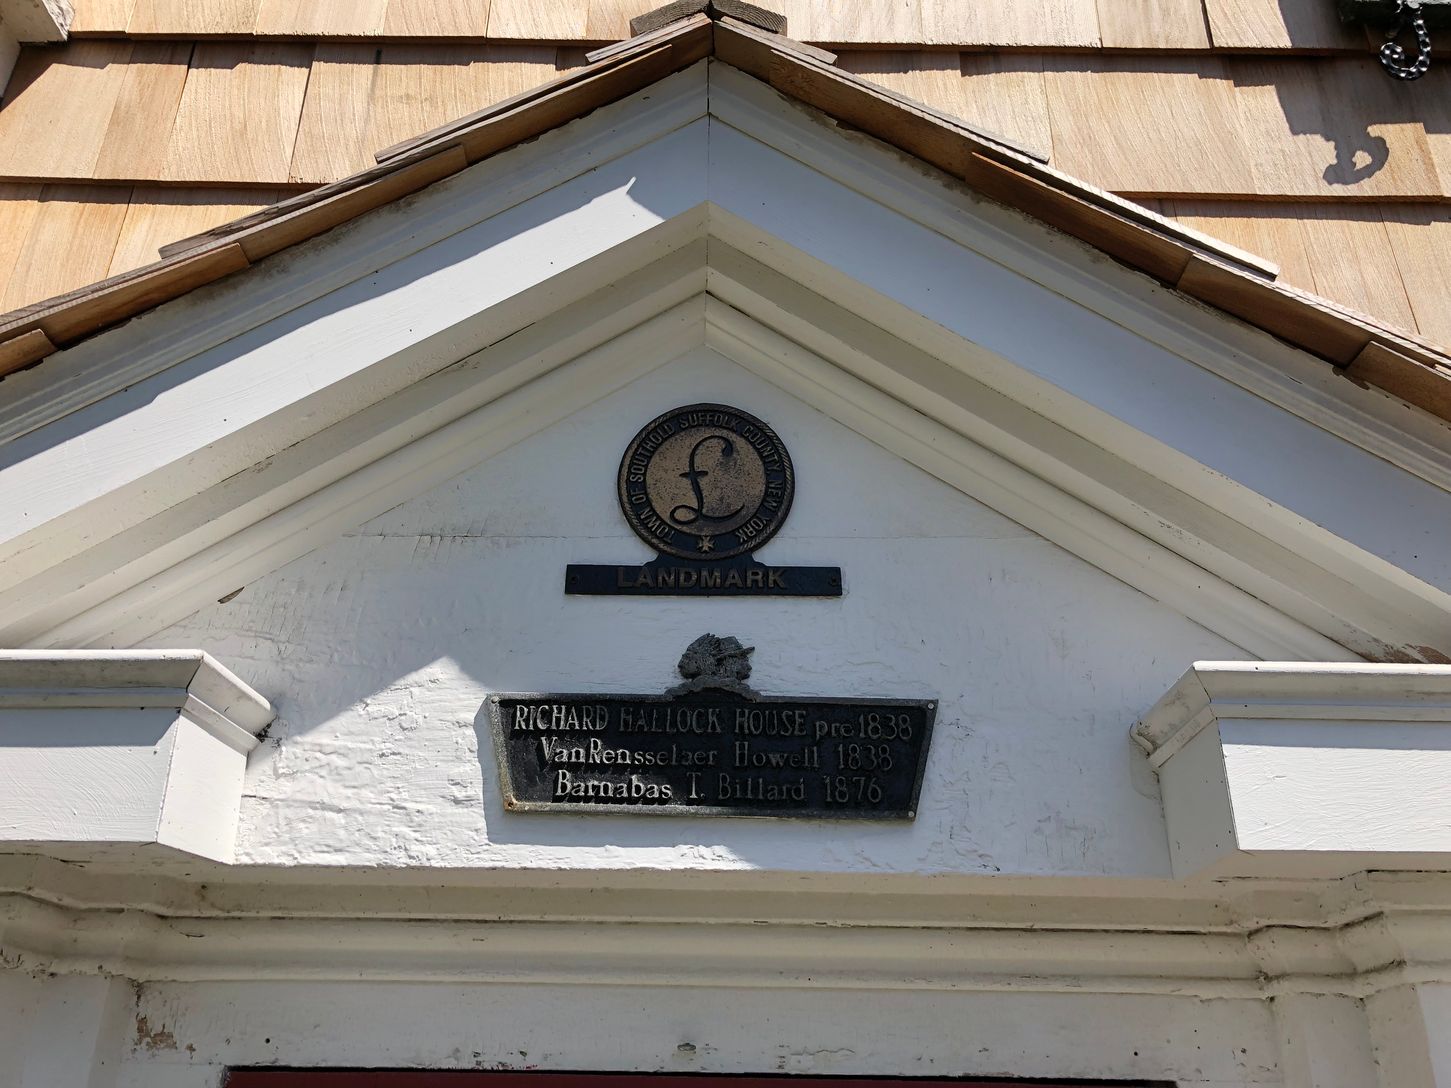 TOWN OF SOUTHOLD SUFFOLK COUNTY, NEW YORK
L
LANDMARK
RICHARD HALLOCK HOUSE pre 1838
VanRensselaer Howell 1838
Barnabas T. Billard 1876